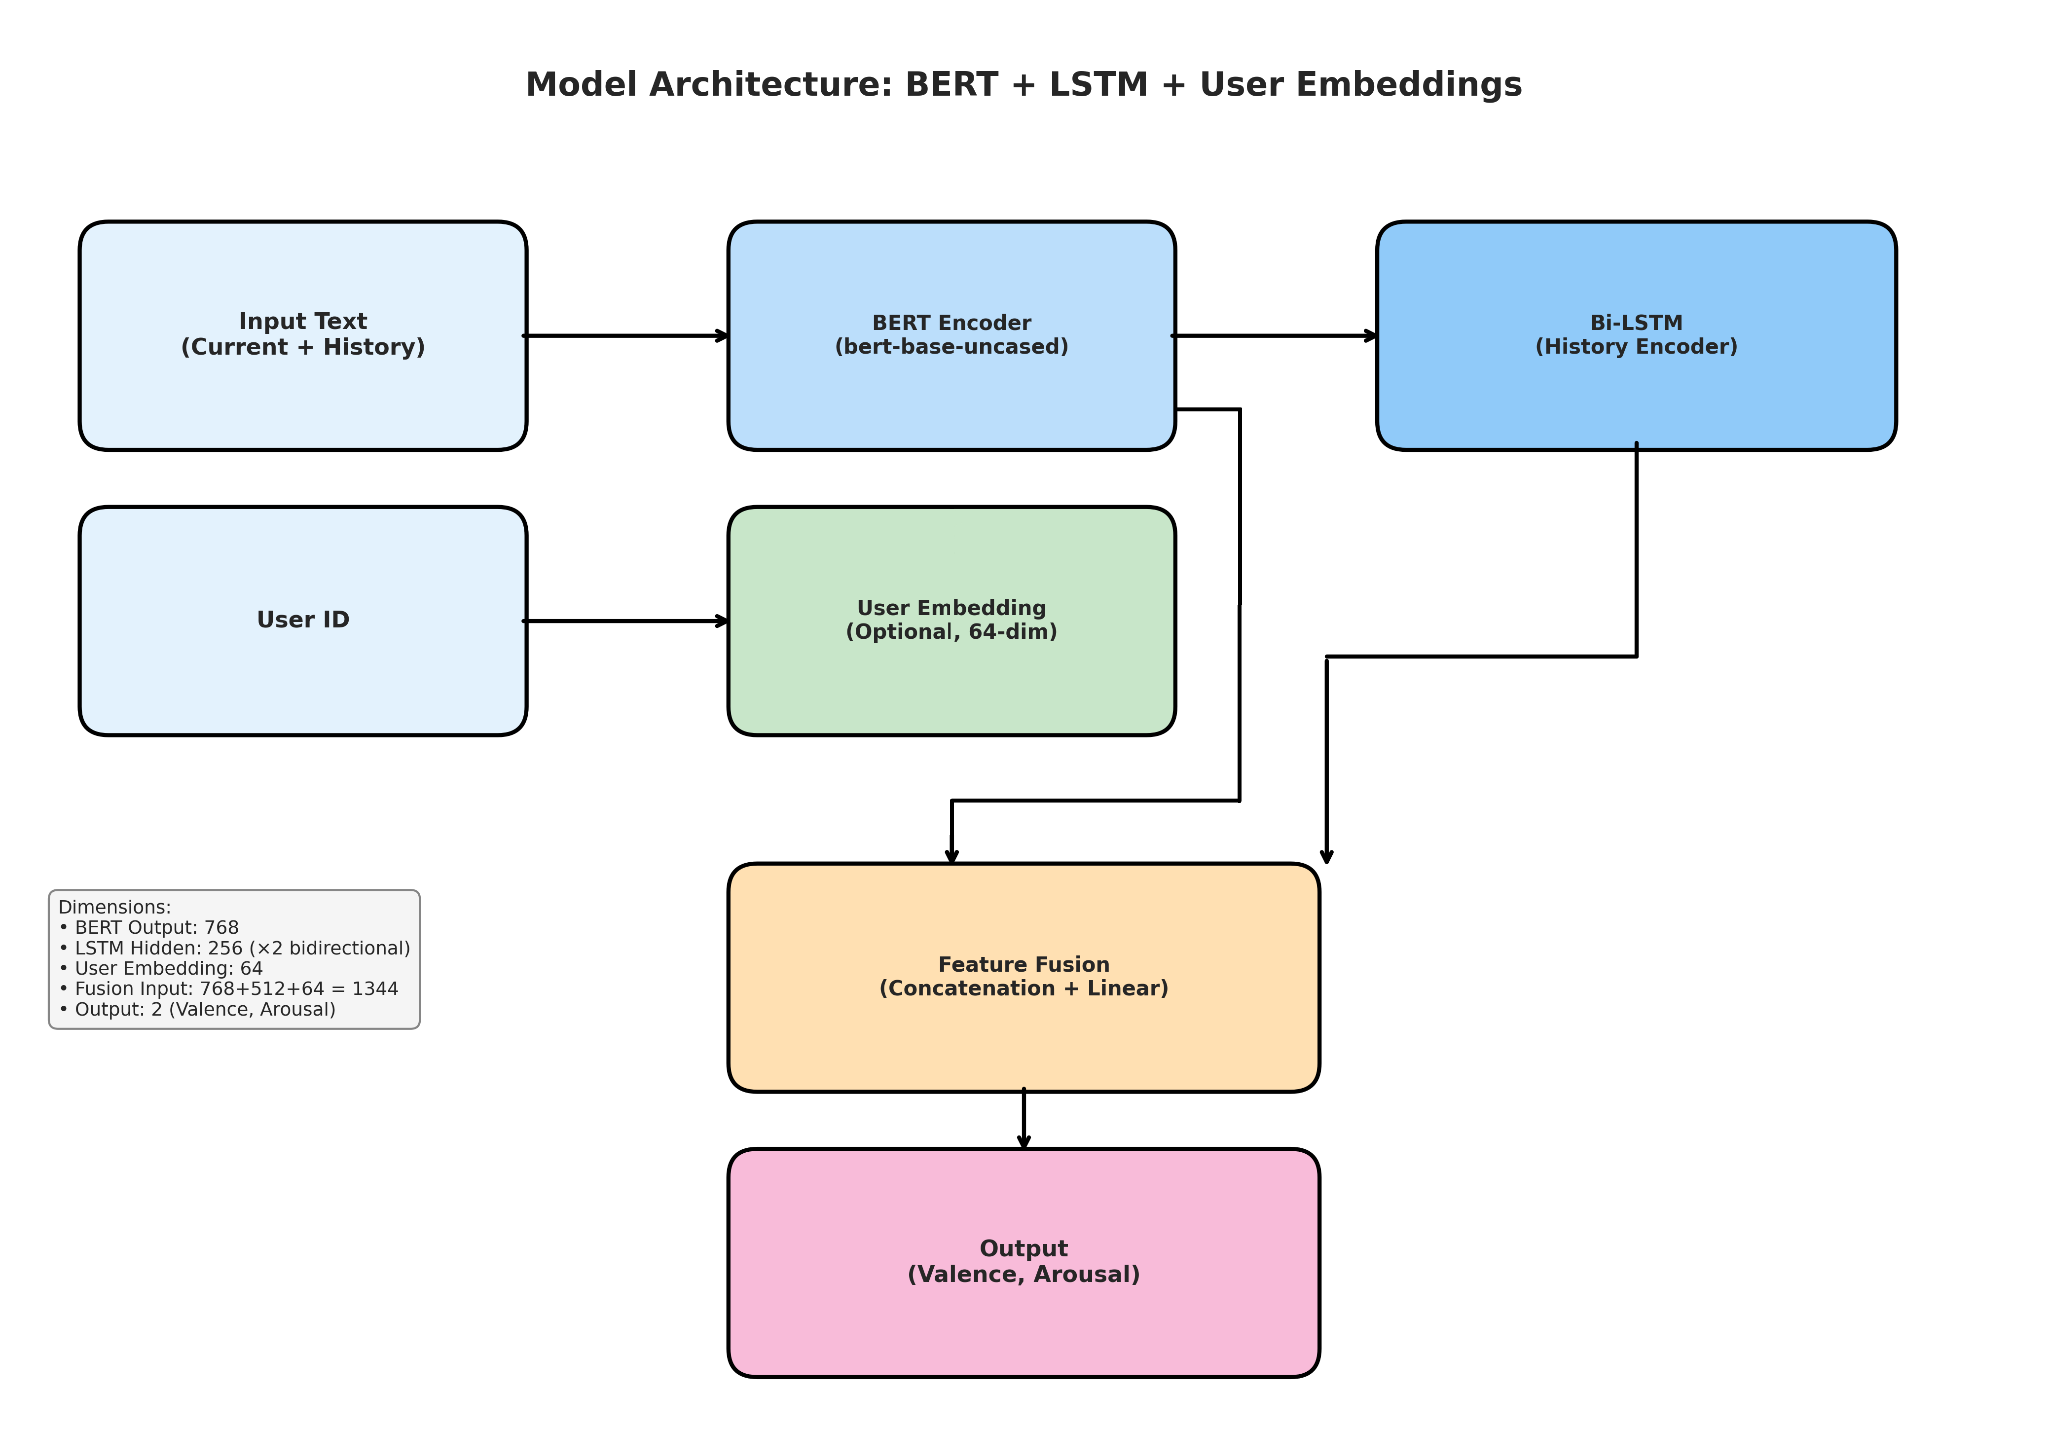 Model Architecture: BERT + LSTM + User Embeddings
Input Text
(Current + History)
BERT Encoder
(bert-base-uncased)
Bi-LSTM
(History Encoder)
User ID
User Embedding
(Optional, 64-dim)
Dimensions:
• BERT Output: 768
• LSTM Hidden: 256 (×2 bidirectional)
• User Embedding: 64
• Fusion Input: 768+512+64 = 1344
• Output: 2 (Valence, Arousal)
Feature Fusion
(Concatenation + Linear)
Output
(Valence, Arousal)